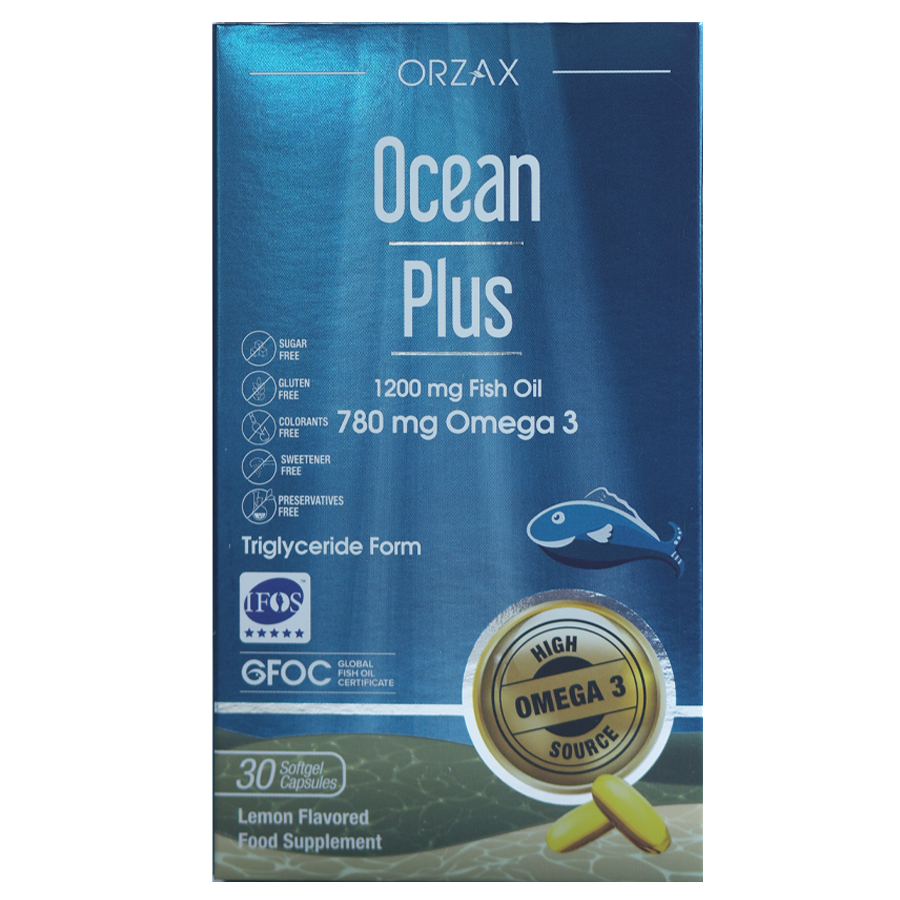 ORZAX
Ocean
Plus
SUGAR
FREE
GLUTEN
FREE
COLORANTS
FREE
SWEETENER
FREE
PRESERVATIVES
FREE
1200 mg Fish Oil
780 mg Omega 3
Triglyceride Form
IFOS™
GFOC
GLOBAL
FISH OIL
CERTIFICATE
HIGH
OMEGA 3
SOURCE
30 Softgel
Capsules
Lemon Flavored
Food Supplement